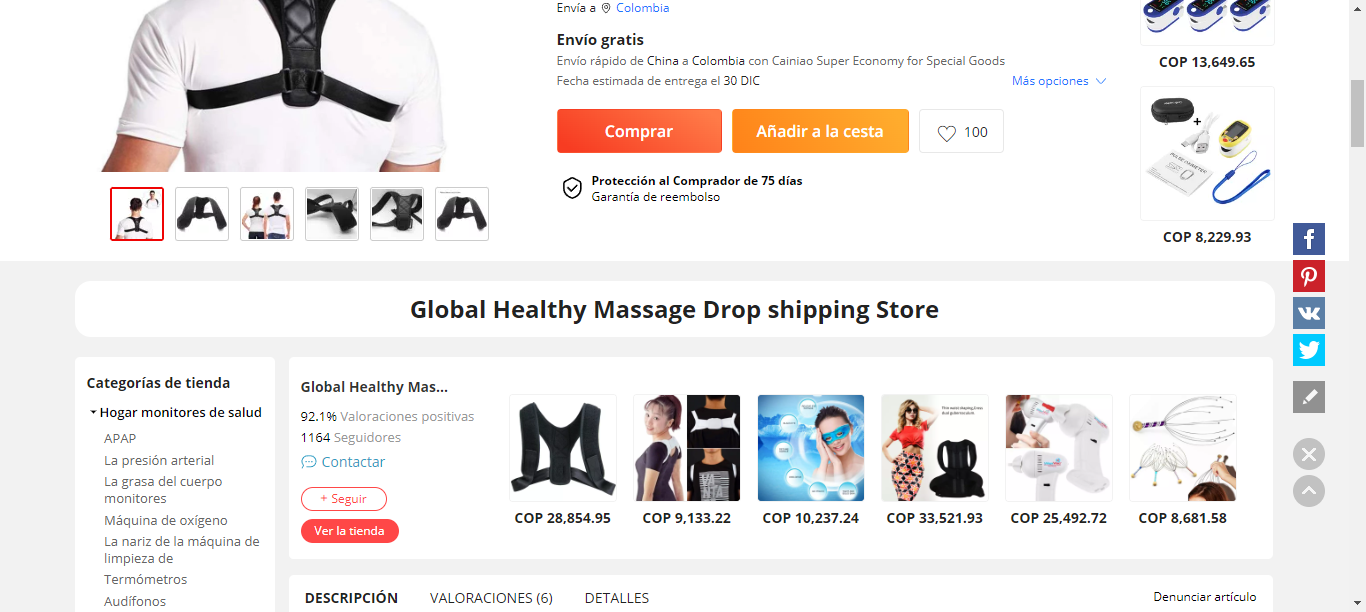 Envía a Colombia
Envío gratis
Envío rápido de China a Colombia con Cainiao Super Economy for Special Goods
Fecha estimada de entrega el 30 DIC
Más opciones
Comprar
Añadir a la cesta
100
Protección al Comprador de 75 días
Garantía de reembolso
COP 13,649.65
COP 8,229.93
Global Healthy Massage Drop shipping Store
Categorías de tienda
Hogar monitores de salud
APAP
La presión arterial
La grasa del cuerpo
monitores
Máquina de oxígeno
La nariz de la máquina de
limpieza de
Termómetros
Audífonos
Global Healthy Mas...
92.1% Valoraciones positivas
1164 Seguidores
Contactar
+ Seguir
Ver la tienda
COP 28,854.95
COP 9,133.22
COP 10,237.24
COP 33,521.93
COP 25,492.72
COP 8,681.58
DESCRIPCIÓN
VALORACIONES (6)
DETALLES
Denunciar artículo